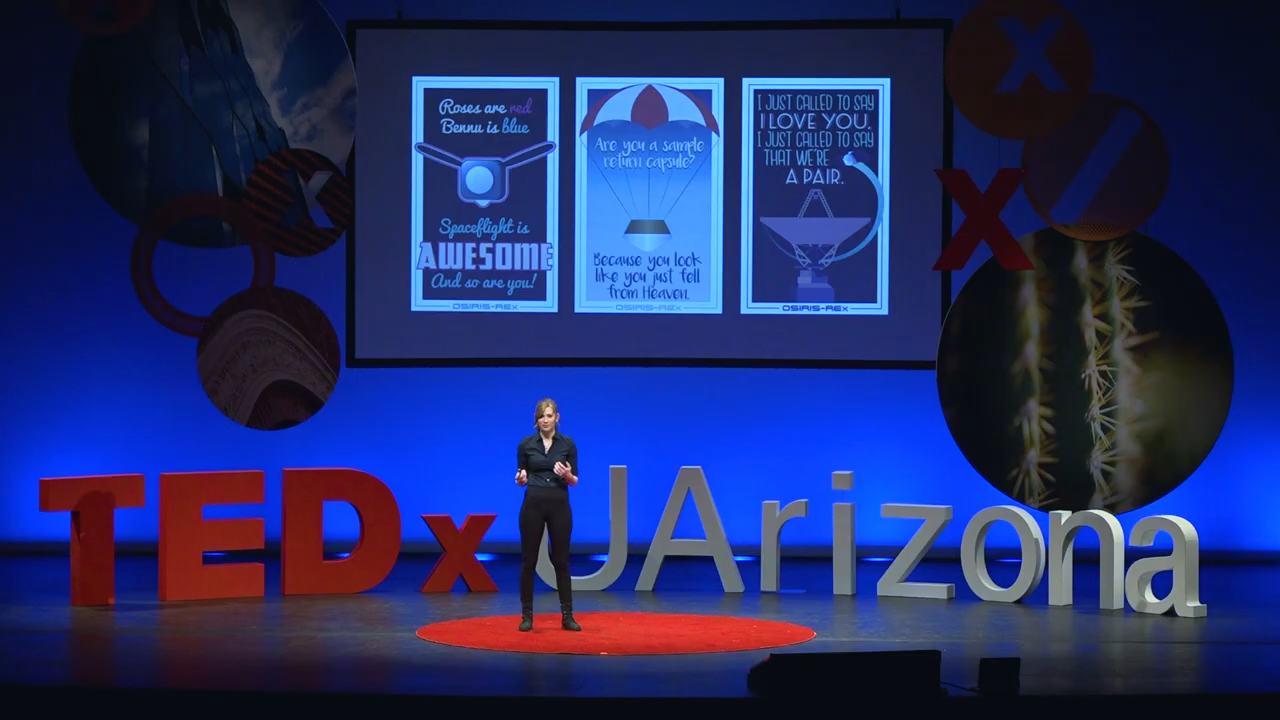 Roses are red
Bennu is blue
Spaceflight is
AWESOME
And so are you!
OSIRIS-REx
Are you a sample
return capsule?
Because you look
like you just fell
from Heaven.
OSIRIS-REx
I JUST CALLED TO SAY
I LOVE YOU.
I JUST CALLED TO SAY
THAT WE'RE
A PAIR.
OSIRIS-REx
X
X
X
TEDxUArizona